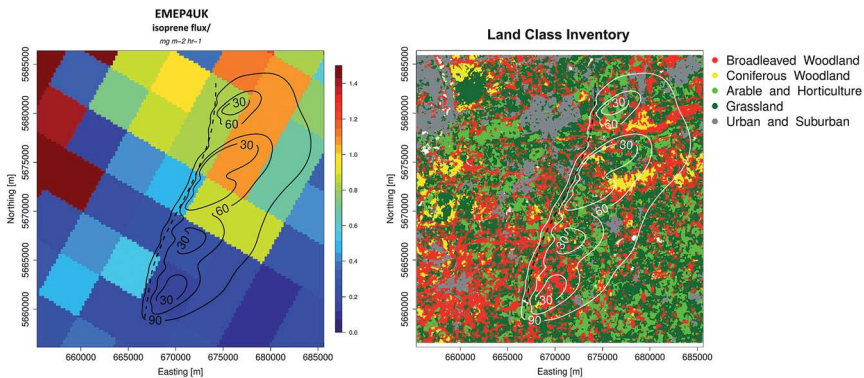 EMEP4UK
isoprene flux/
mg m−2 hr−1
Northing [m]
5685000
5680000
5675000
5670000
5665000
5660000
660000 665000 670000 675000 680000 685000
Easting [m]
30
60
30
60
30
30
90
1.4
1.2
1.0
0.8
0.6
0.4
0.2
0.0
Land Class Inventory
Northing [m]
5685000
5680000
5675000
5670000
5665000
5660000
660000 665000 670000 675000 680000 685000
Easting [m]
30
60
30
60
30
30
90
Broadleaved Woodland
Coniferous Woodland
Arable and Horticulture
Grassland
Urban and Suburban